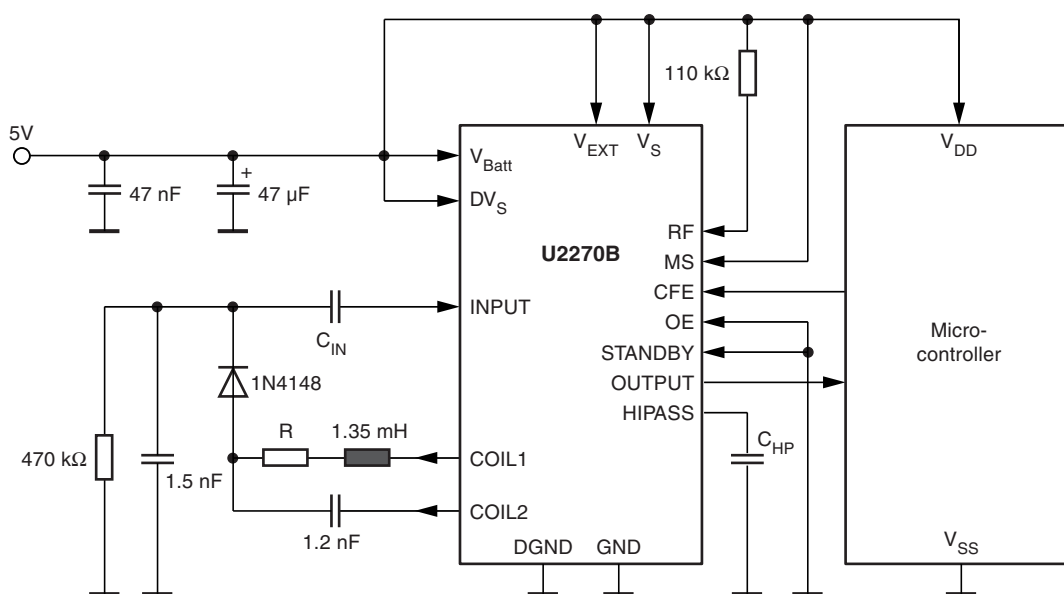 110 kΩ
5V
V_EXT
V_S
V_DD
V_Batt
+
47 nF
47 µF
DV_S
RF
U2270B
MS
CFE
INPUT
OE
C_IN
Micro-
controller
STANDBY
1N4148
OUTPUT
HIPASS
R
1.35 mH
C_HP
470 kΩ
COIL1
1.5 nF
COIL2
1.2 nF
DGND
GND
V_SS